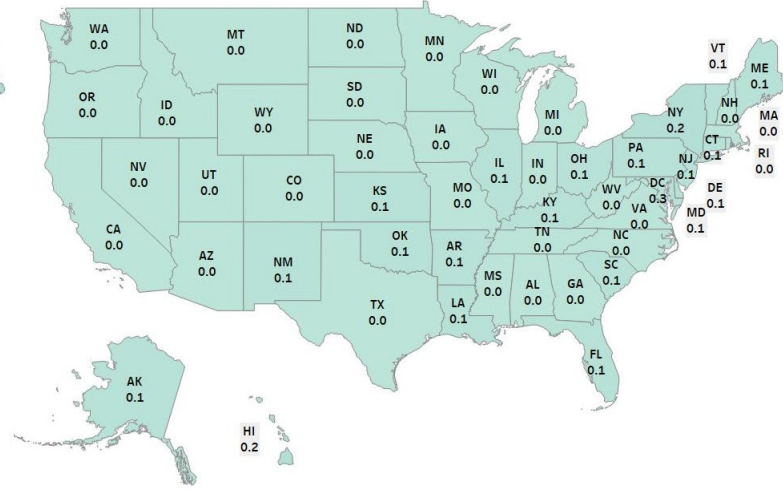 WA
0.0
MT
0.0
ND
0.0
MN
0.0
VT
0.1
ME
0.1
OR
0.0
ID
0.0
WY
0.0
SD
0.0
WI
0.0
MI
0.0
NY
0.2
NH
0.0
MA
0.0
RI
0.0
CT
0.1
NV
0.0
UT
0.0
CO
0.0
NE
0.0
IA
0.0
IL
0.1
IN
0.0
OH
0.1
PA
0.1
NJ
0.1
DE
0.1
MD
0.1
DC
0.3
CA
0.0
KS
0.1
MO
0.0
KY
0.1
WV
0.0
VA
0.0
AZ
0.0
NM
0.1
OK
0.1
AR
0.1
TN
0.0
NC
0.0
SC
0.1
TX
0.0
LA
0.1
MS
0.0
AL
0.0
GA
0.0
FL
0.1
AK
0.1
HI
0.2